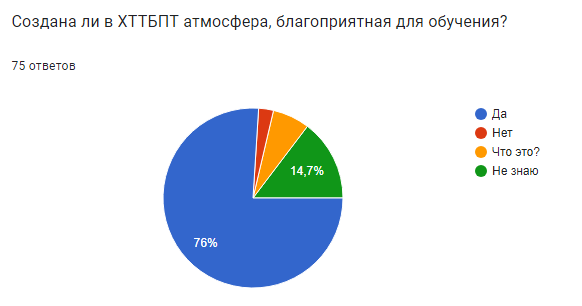 Создана ли в ХТТБПТ атмосфера, благоприятная для обучения?
75 ответов
Да
Нет
Что это?
Не знаю
14,7%
76%